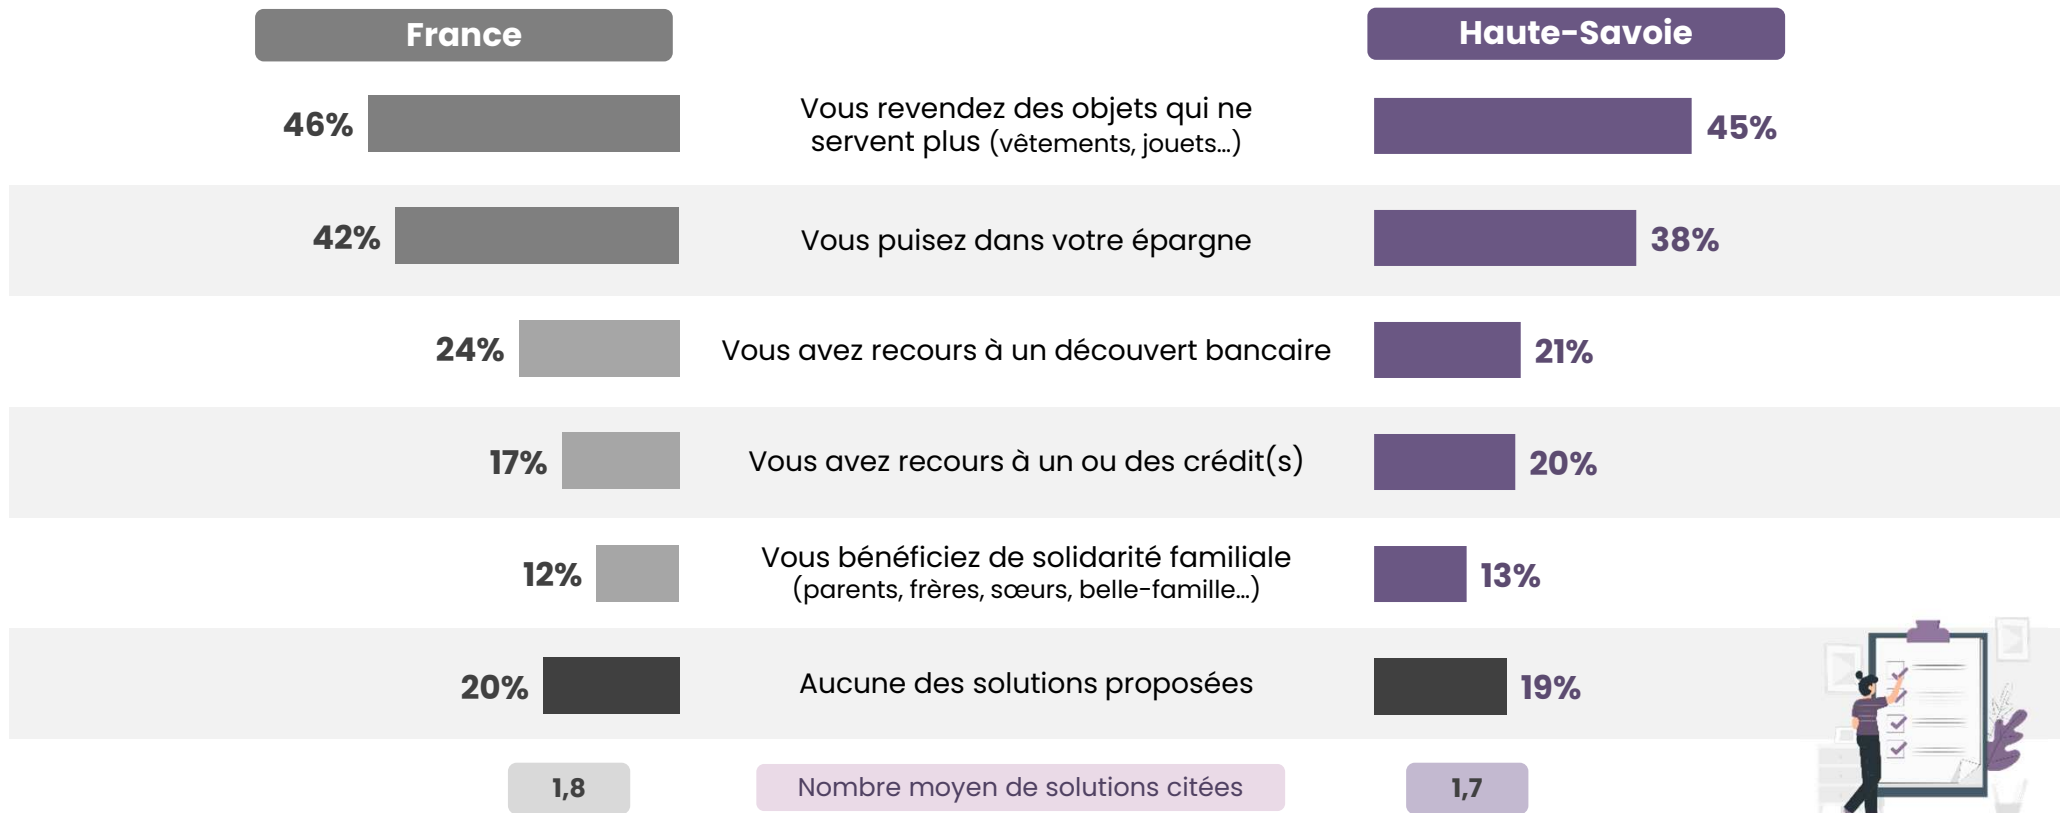 France
Haute-Savoie
46%
Vous revendez des objets qui ne
servent plus (vêtements, jouets...)
45%
42%
Vous puisez dans votre épargne
38%
24%
Vous avez recours à un découvert bancaire
21%
17%
Vous avez recours à un ou des crédit(s)
20%
12%
Vous bénéficiez de solidarité familiale
(parents, frères, sœurs, belle-famille...)
13%
20%
Aucune des solutions proposées
19%
1,8
Nombre moyen de solutions citées
1,7